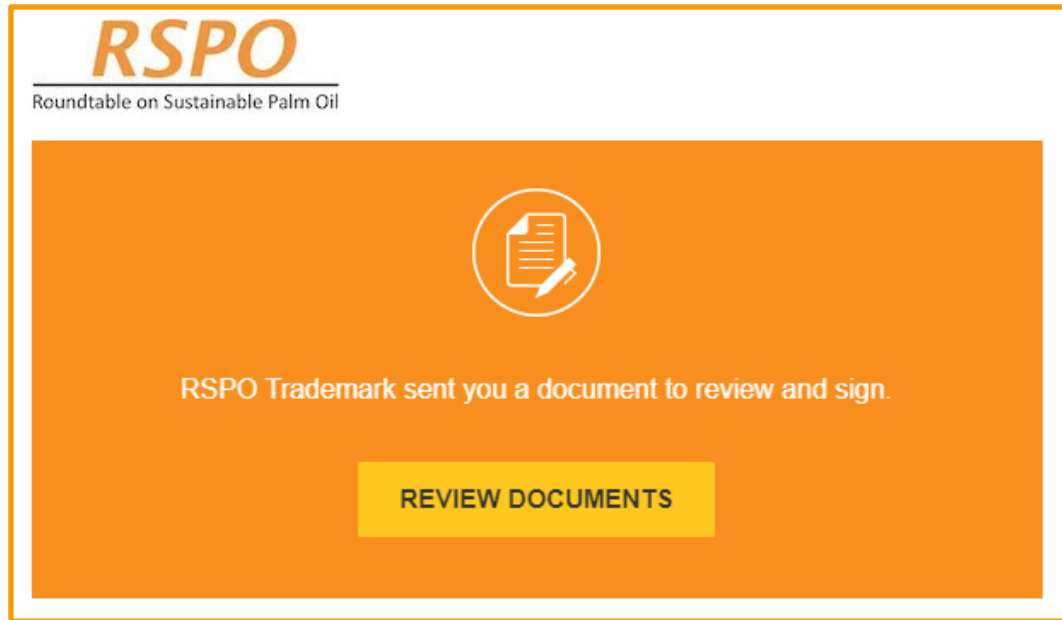 RSPO
Roundtable on Sustainable Palm Oil
RSPO Trademark sent you a document to review and sign.
REVIEW DOCUMENTS